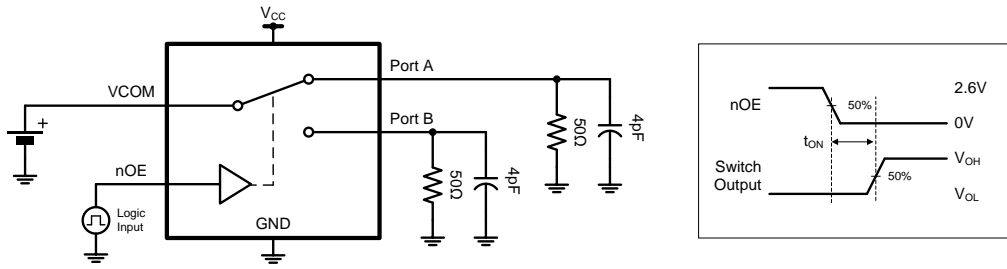 VCC
Port A
VCOM
Port B
+
50Ω
4pF
50Ω
4pF
nOE
Logic
Input
GND
nOE
50%
2.6V
0V
tON
Switch
Output
50%
VOH
VOL